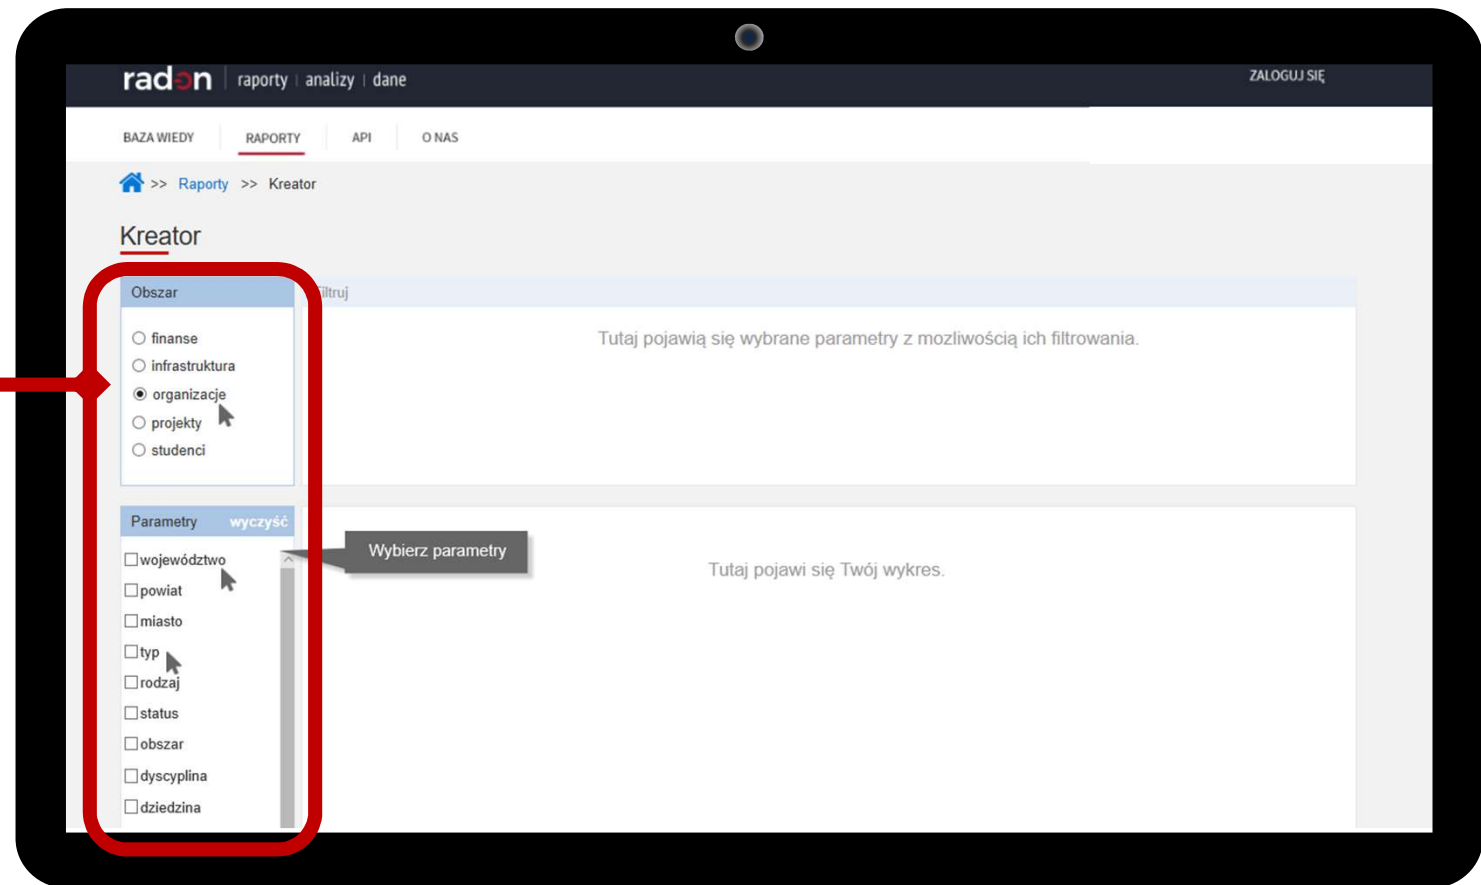 radon raporty | analizy | dane
ZALOGUJ SIĘ
BAZA WIEDY RAPORTY API O NAS
>> Raporty >> Kreator
Kreator
Obszar
Filtruj
finanse
infrastruktura
organizacje
projekty
studenci
Tutaj pojawią się wybrane parametry z mozliwością ich filtrowania.
Parametry wyczyść
Wybierz parametry
województwo
powiat
miasto
typ
rodzaj
status
obszar
dyscyplina
dziedzina
Tutaj pojawi się Twój wykres.